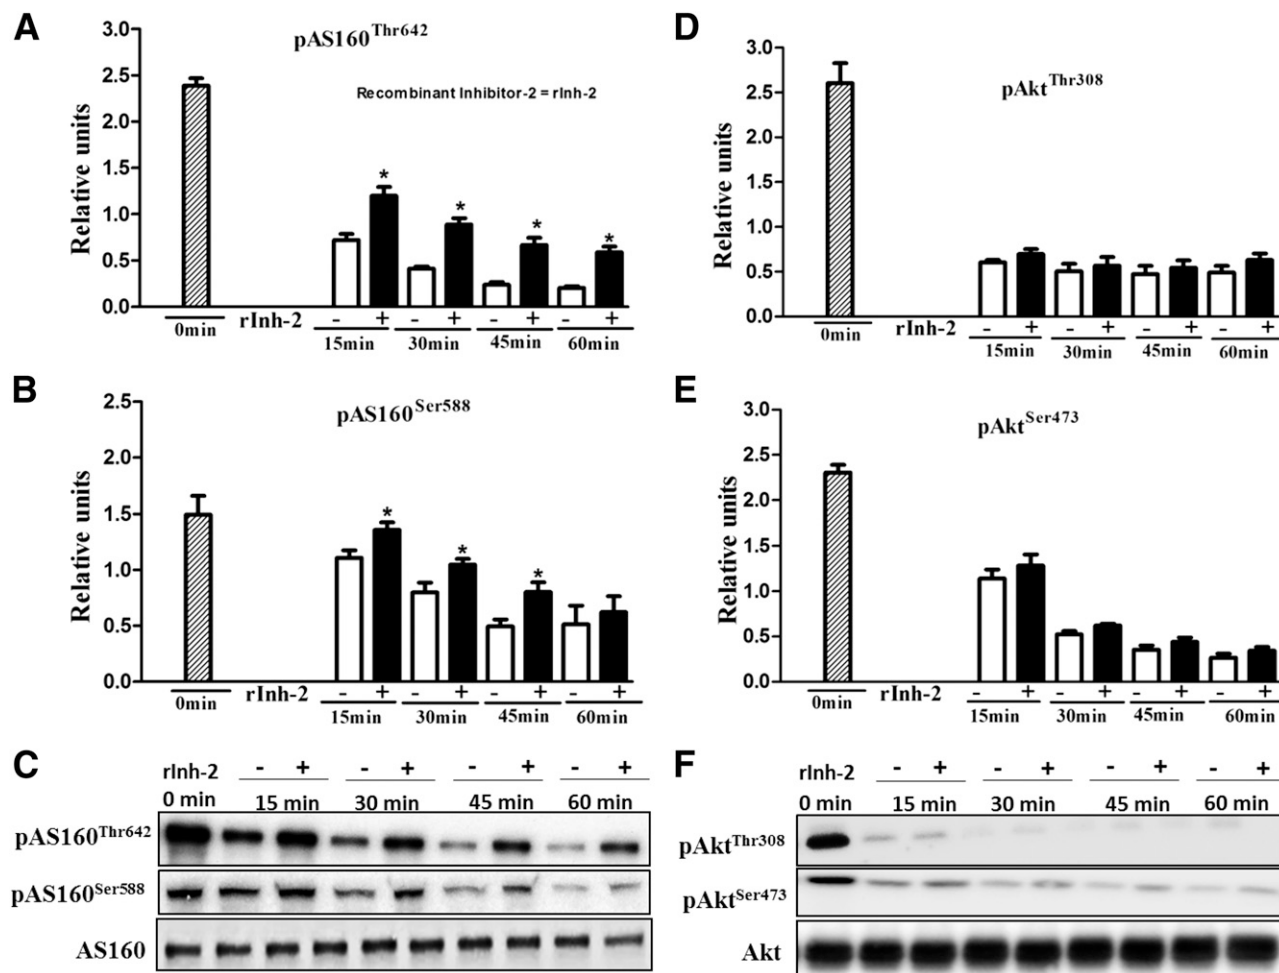 A
pAS160Thr642
Recombinant Inhibitor-2 = rInh-2
Relative units
3.0
2.5
2.0
1.5
1.0
0.5
0.0
0min
rInh-2
- + - + - + - +
15min 30min 45min 60min
* * * *
B
pAS160Ser588
Relative units
2.5
2.0
1.5
1.0
0.5
0.0
0min
rInh-2
- + - + - + - +
15min 30min 45min 60min
* * *
C
rInh-2 - + - + - + - +
0 min 15 min 30 min 45 min 60 min
pAS160Thr642
pAS160Ser588
AS160
D
pAktThr308
Relative units
3.0
2.5
2.0
1.5
1.0
0.5
0.0
0min
rInh-2
- + - + - + - +
15min 30min 45min 60min
E
pAktSer473
Relative units
3.0
2.5
2.0
1.5
1.0
0.5
0.0
0min
rInh-2
- + - + - + - +
15min 30min 45min 60min
F
rInh-2 - + - + - + - +
0 min 15 min 30 min 45 min 60 min
pAktThr308
pAktSer473
Akt